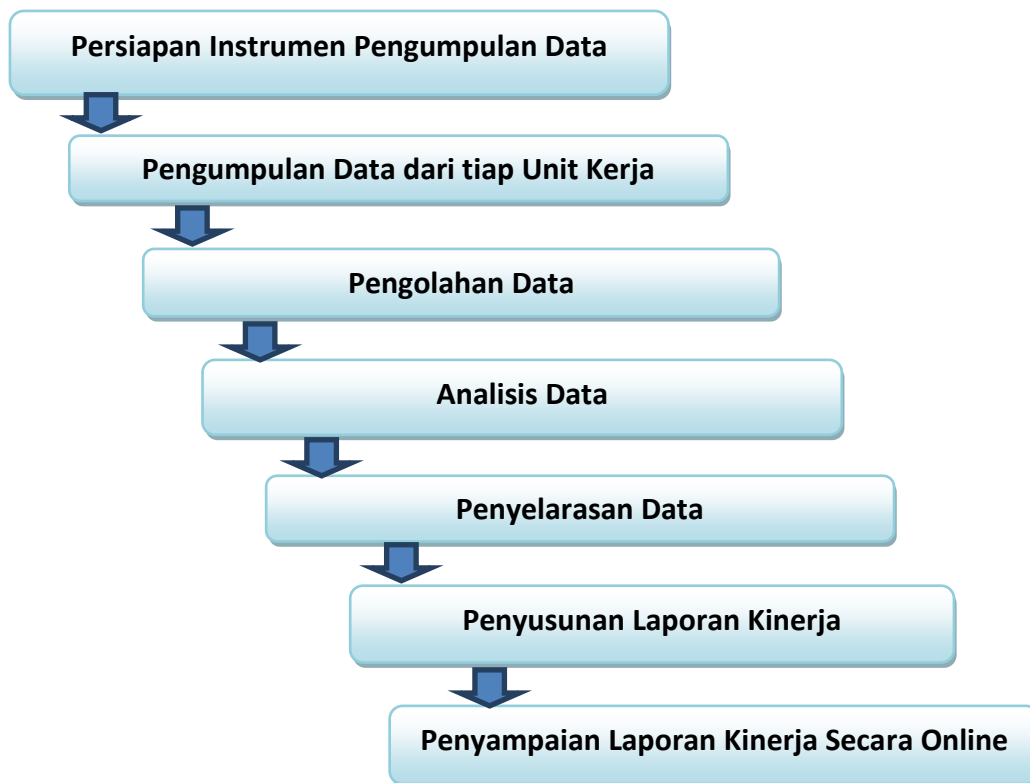 Persiapan Instrumen Pengumpulan Data
Pengumpulan Data dari tiap Unit Kerja
Pengolahan Data
Analisis Data
Penyelarasan Data
Penyusunan Laporan Kinerja
Penyampaian Laporan Kinerja Secara Online